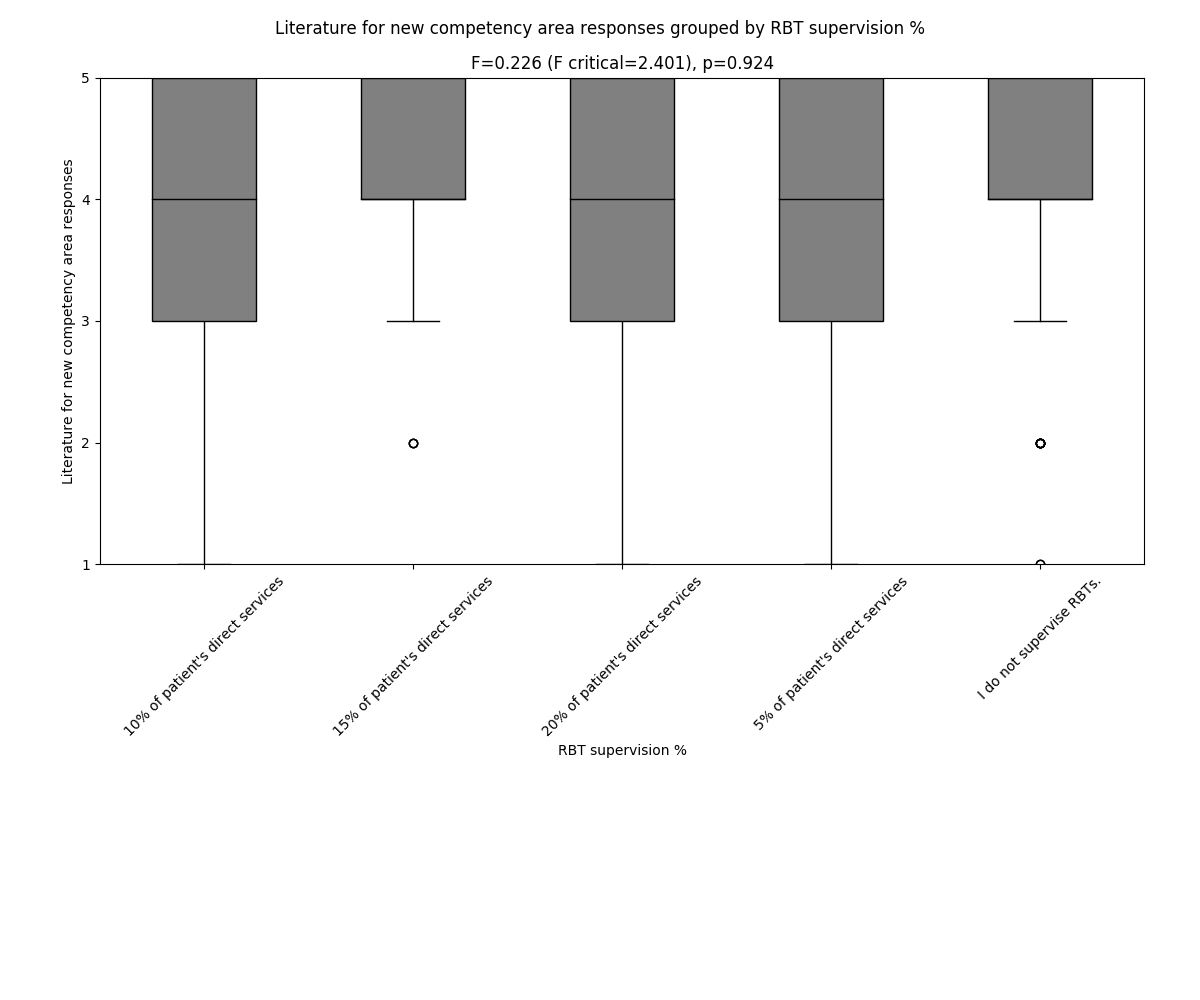 Literature for new competency area responses grouped by RBT supervision %
F=0.226 (F critical=2.401), p=0.924
Literature for new competency area responses
5
4
3
2
1
10% of patient's direct services
15% of patient's direct services
20% of patient's direct services
5% of patient's direct services
I do not supervise RBTs.
RBT supervision %